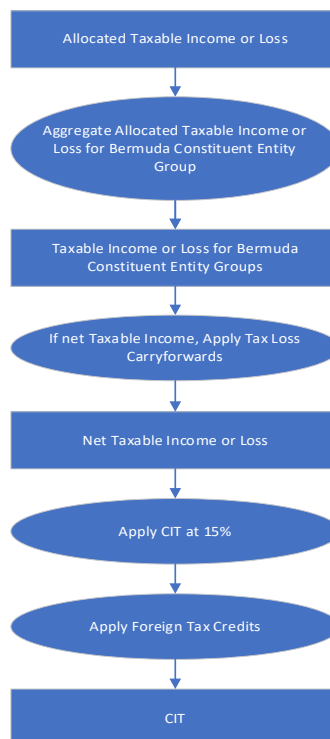 Allocated Taxable Income or Loss
Aggregate Allocated Taxable Income or
Loss for Bermuda Constituent Entity
Group
Taxable Income or Loss for Bermuda
Constituent Entity Groups
If net Taxable Income, Apply Tax Loss
Carryforwards
Net Taxable Income or Loss
Apply CIT at 15%
Apply Foreign Tax Credits
CIT